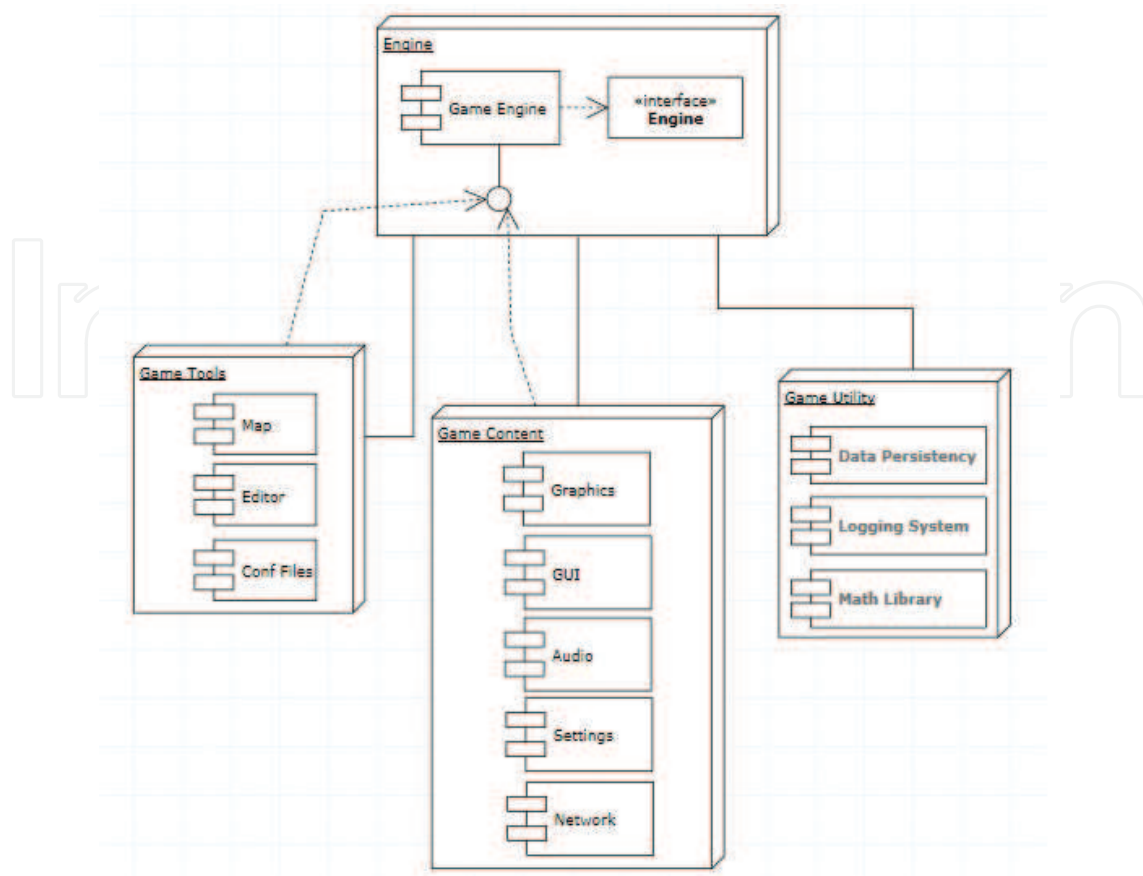 Engine
Game Engine
«interface»
Engine
Game Tools
Map
Editor
Conf Files
Game Content
Graphics
GUI
Audio
Settings
Network
Game Utility
Data Persistency
Logging System
Math Library